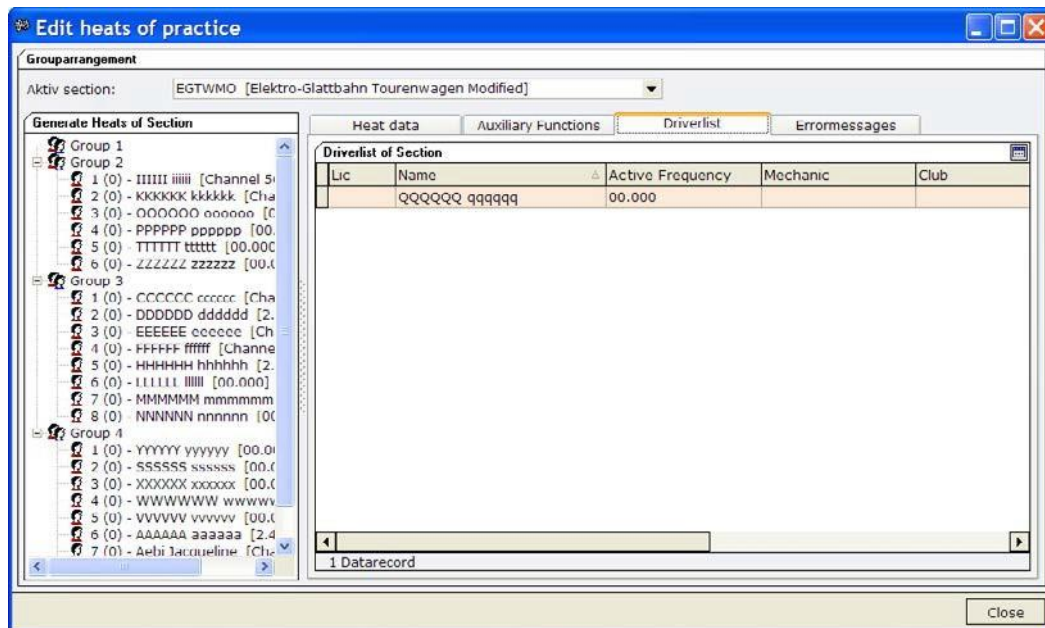 Edit heats of practice
Grouparrangement
Aktiv section: EGTWMO [Elektro-Glattbahn Tourenwagen Modified]
Generate Heats of Section
Group 1
Group 2
1 (0) - IIIIII iiiiii [Channel 5
2 (0) - KKKKKK kkkkkk [Cha
3 (0) - OOOOOO oooooo [C
4 (0) - PPPPPP pppppp [00.
5 (0) - TTTTTT tttttt [00.00
6 (0) - ZZZZZZ zzzzzz [00.
Group 3
1 (0) - CCCCCC cccccc [Cha
2 (0) - DDDDDD dddddd [2.
3 (0) - EEEEEE eeeeee [Ch
4 (0) - FFFFFF ffffff [Channe
5 (0) - HHHHHH hhhhhh [2.
6 (0) - LLLLLL llllll [00.000]
7 (0) - MMMMMM mmmmmm
8 (0) - NNNNNN nnnnnn [00
Group 4
1 (0) - YYYYYY yyyyyy [00.0
2 (0) - SSSSSS ssssss [00.
3 (0) - XXXXXX xxxxxx [00.
4 (0) - WWWWWW wwwww
5 (0) - VVVVVV vvvvvv [00.
6 (0) - AAAAAA aaaaaa [2.4
7 (0) - Aebi Jacqueline [Cha
Heat data Auxiliary Functions Driverlist Errormessages
Driverlist of Section
Lic Name Active Frequency Mechanic Club
QQQQQQ qqqqqq 00.000
1 Datarecord
Close